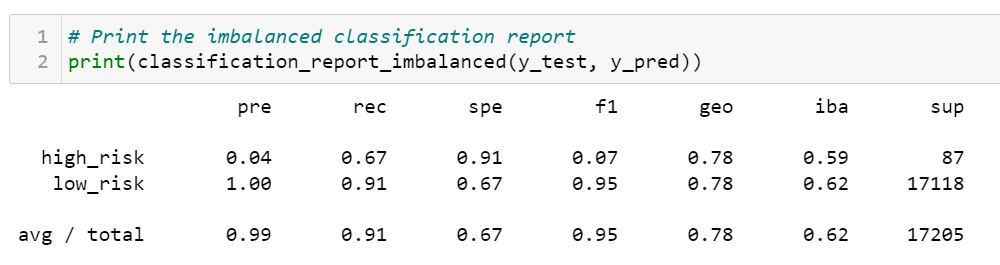 1 # Print the imbalanced classification report
2 print(classification_report_imbalanced(y_test, y_pred))
pre rec spe f1 geo iba sup
high_risk 0.04 0.67 0.91 0.07 0.78 0.59 87
low_risk 1.00 0.91 0.67 0.95 0.78 0.62 17118
avg / total 0.99 0.91 0.67 0.95 0.78 0.62 17205